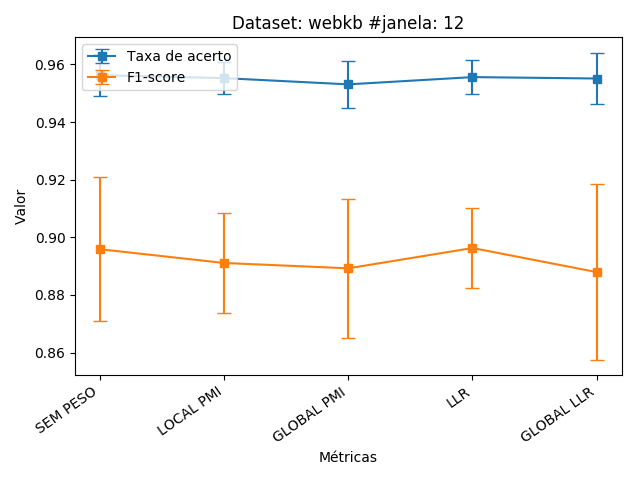 Dataset: webkb #janela: 12
Taxa de acerto
F1-score
0.96
0.94
0.92
0.90
0.88
0.86
Valor
SEM PESO
LOCAL PMI
GLOBAL PMI
LLR
GLOBAL LLR
Métricas